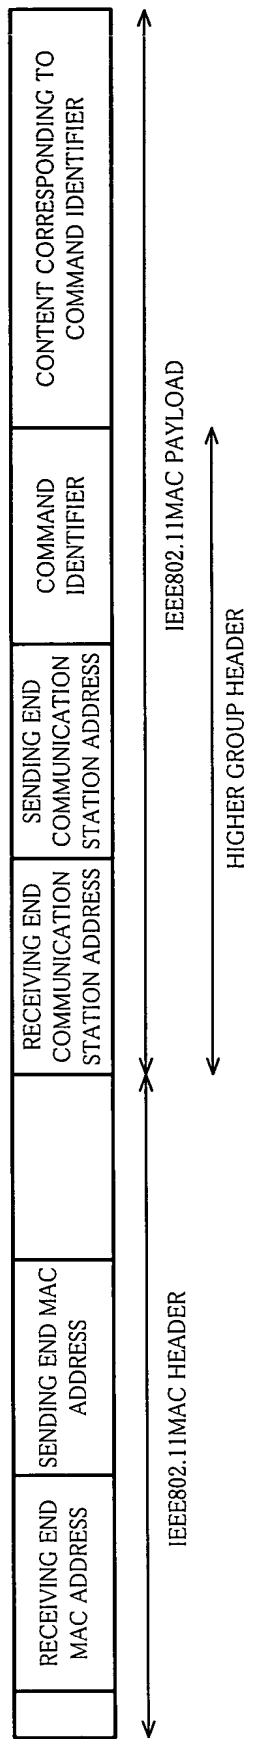 RECEIVING END
MAC ADDRESS
SENDING END MAC
ADDRESS
RECEIVING END
COMMUNICATION
STATION ADDRESS
SENDING END
COMMUNICATION
STATION ADDRESS
COMMAND
IDENTIFIER
CONTENT CORRESPONDING TO
COMMAND IDENTIFIER
IEEE802.11MAC HEADER
IEEE802.11MAC PAYLOAD
HIGHER GROUP HEADER